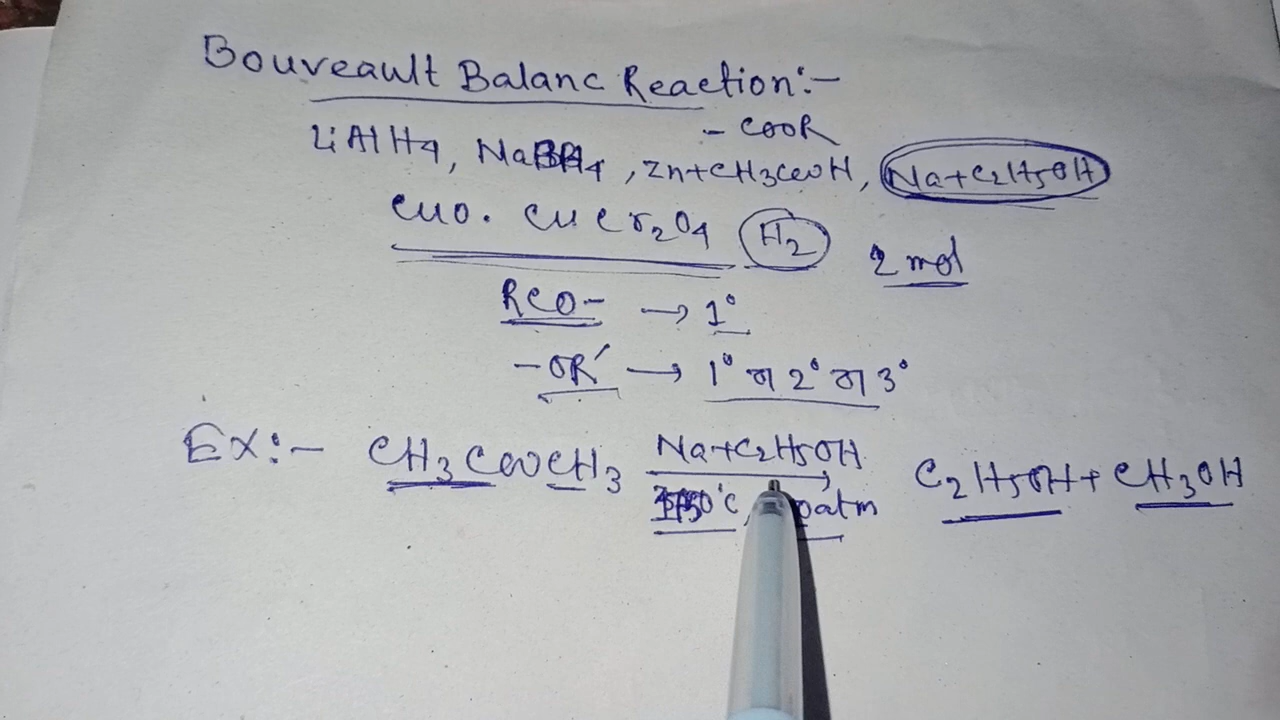 Bouveault Balanc Reaction:-
- COOR
LiAlH4, NaBH4, Zn+CH3COOH, Na+C2H5OH
CuO. CuCr2O4 H2 2 mol
RCO- → 1°
-OR' → 1° বা 2° বা 3°
Ex:- CH3COOCH3 Na+C2H5OH → C2H5OH + CH3OH
°C, atm